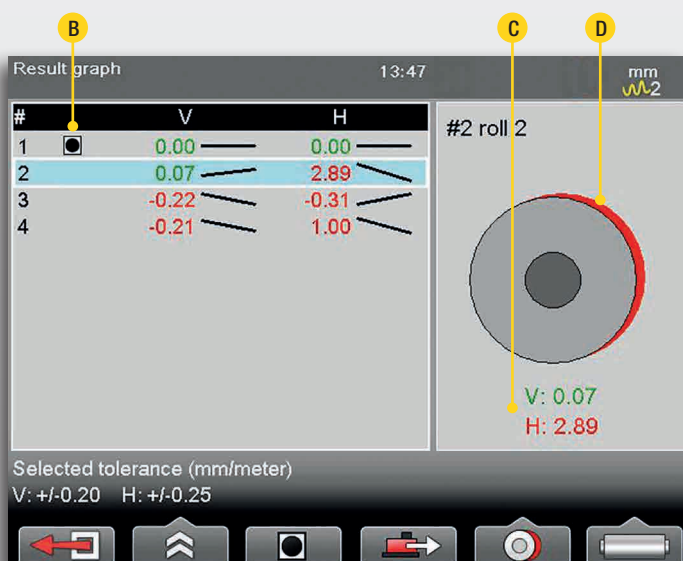 B C D
Result graph 13:47 mm
2
# V H
1 0.00 0.00
2 0.07 2.89
3 -0.22 -0.31
4 -0.21 1.00
#2 roll 2
V: 0.07
H: 2.89
Selected tolerance (mm/meter)
V: +/-0.20 H: +/-0.25